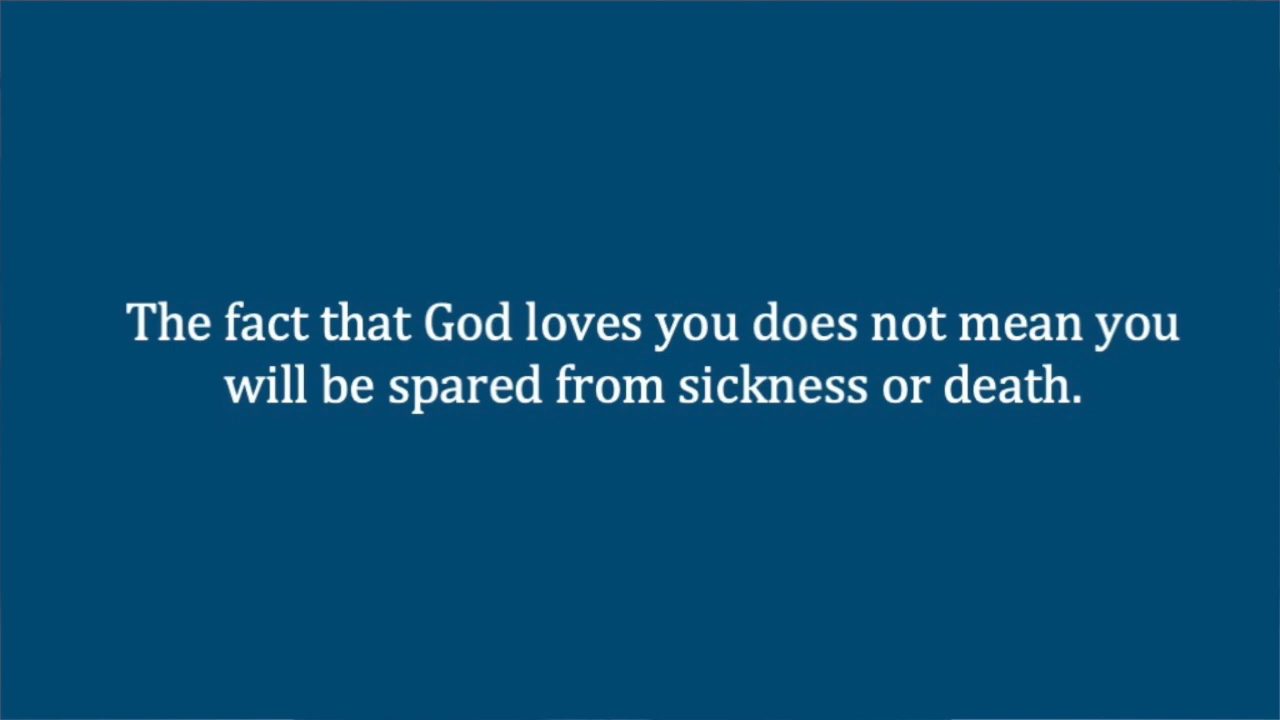 The fact that God loves you does not mean you
will be spared from sickness or death.